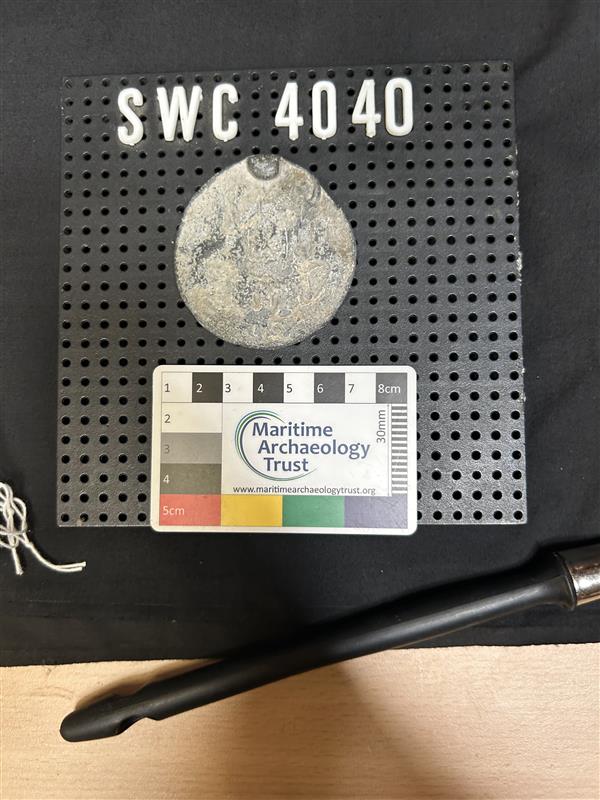 SWC 4040
1 2 3 4 5 6 7 8cm
2
3
4
5cm
Maritime
Archaeology
Trust
www.maritimearchaeologytrust.org
30mm